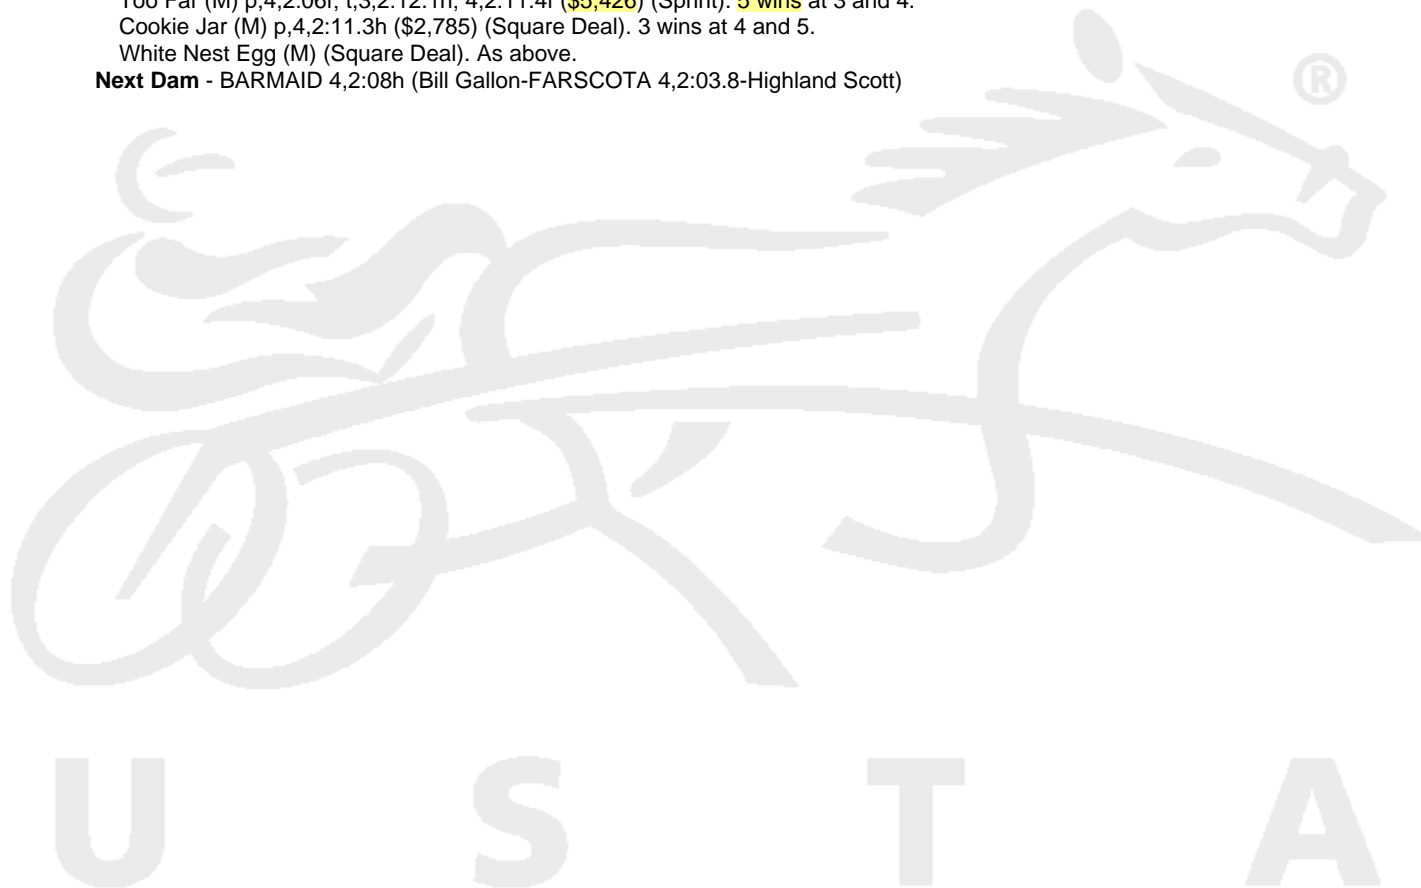 Too Far (M) p,4,2:06f; t,3,2:12.1h; 4,2:11.4f ($5,426) (Sprint). 5 wins at 3 and 4.
Cookie Jar (M) p,4,2:11.3h ($2,785) (Square Deal). 3 wins at 4 and 5.
White Nest Egg (M) (Square Deal). As above.
Next Dam - BARMAID 4,2:08h (Bill Gallon-FARSCOTA 4,2:03.8-Highland Scott)
®
U S T A